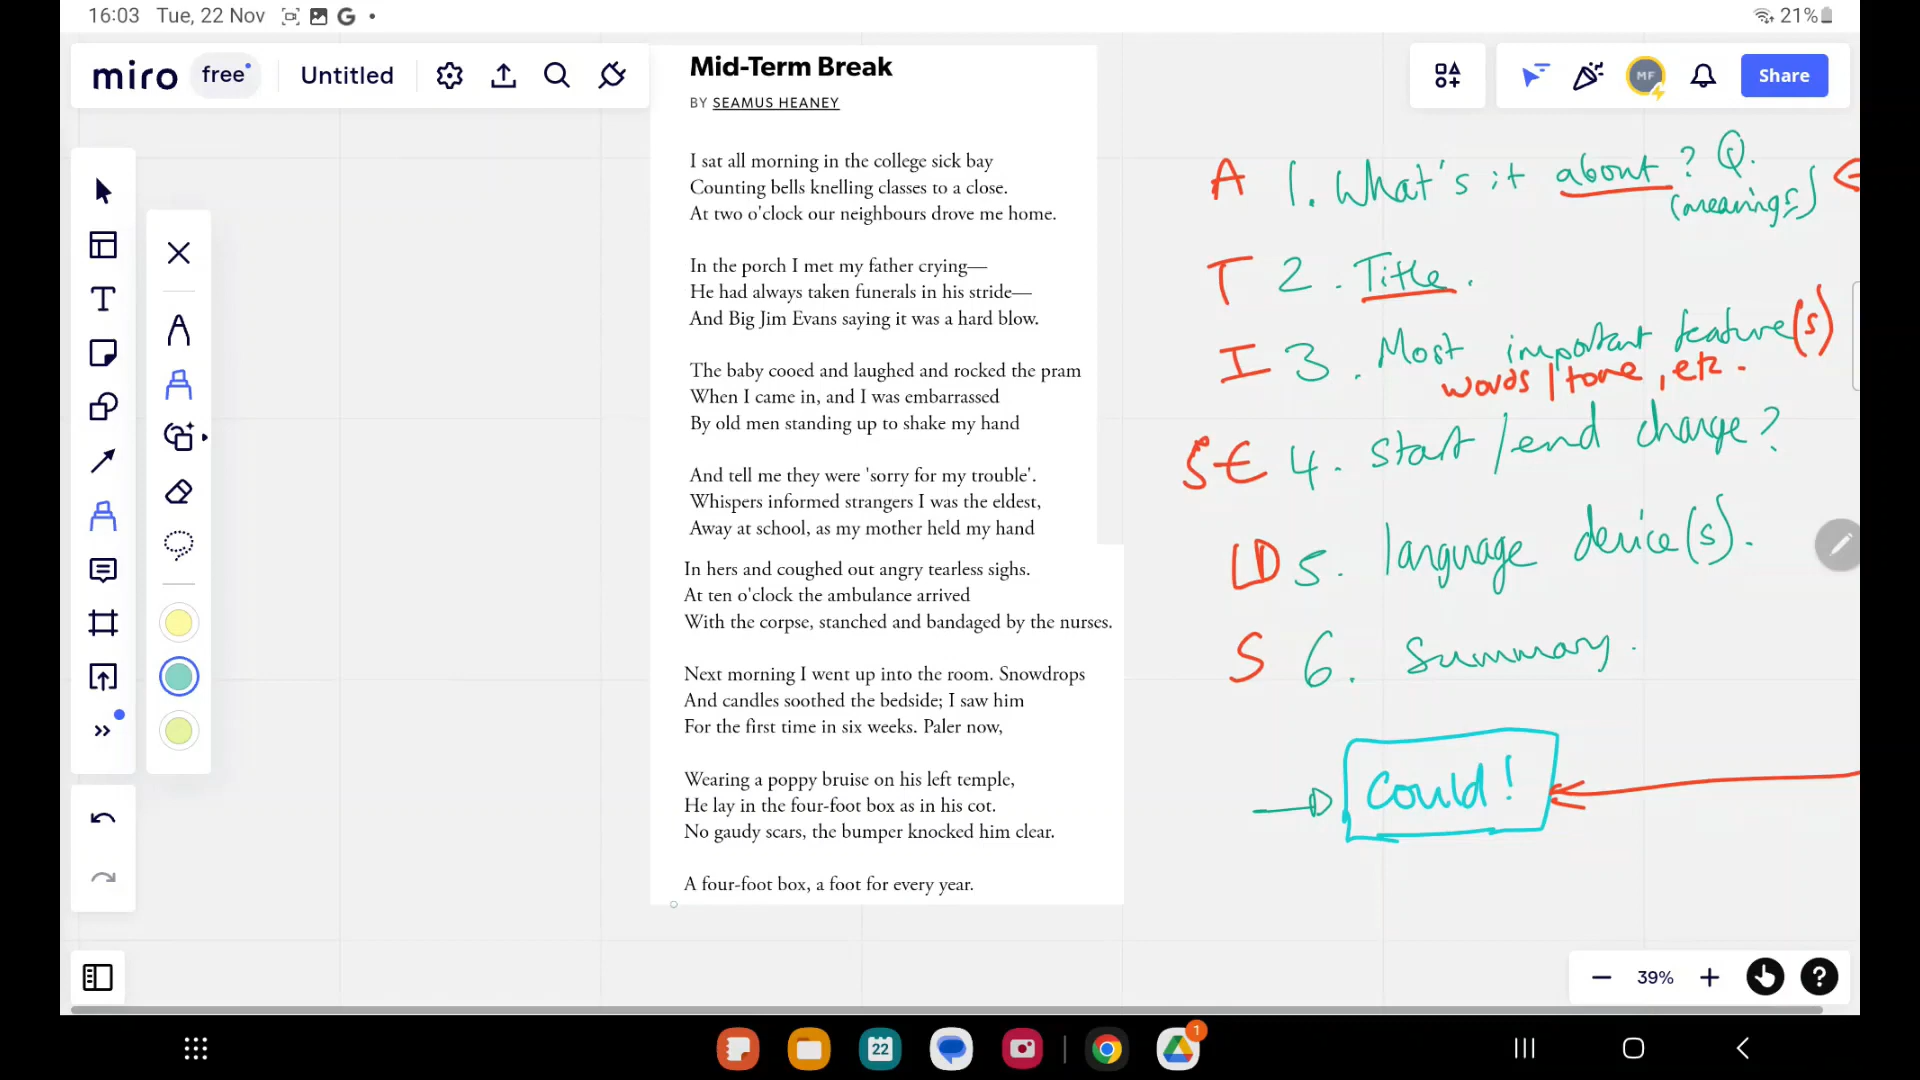 16:03 Tue, 22 Nov
21%
miro free Untitled
MF
Share
Mid-Term Break
BY SEAMUS HEANEY
I sat all morning in the college sick bay
Counting bells knelling classes to a close.
At two o'clock our neighbours drove me home.
In the porch I met my father crying—
He had always taken funerals in his stride—
And Big Jim Evans saying it was a hard blow.
The baby cooed and laughed and rocked the pram
When I came in, and I was embarrassed
By old men standing up to shake my hand
And tell me they were 'sorry for my trouble'.
Whispers informed strangers I was the eldest,
Away at school, as my mother held my hand
In hers and coughed out angry tearless sighs.
At ten o'clock the ambulance arrived
With the corpse, stanched and bandaged by the nurses.
Next morning I went up into the room. Snowdrops
And candles soothed the bedside; I saw him
For the first time in six weeks. Paler now,
Wearing a poppy bruise on his left temple,
He lay in the four-foot box as in his cot.
No gaudy scars, the bumper knocked him clear.
A four-foot box, a foot for every year.
A 1. What's it about? Q.
(meanings)
T 2. Title.
I 3. Most important feature(s)
words / tone, etc.
SE 4. Start / end change?
LD 5. language device(s).
S 6. Summary.
Could!
39%
22
1